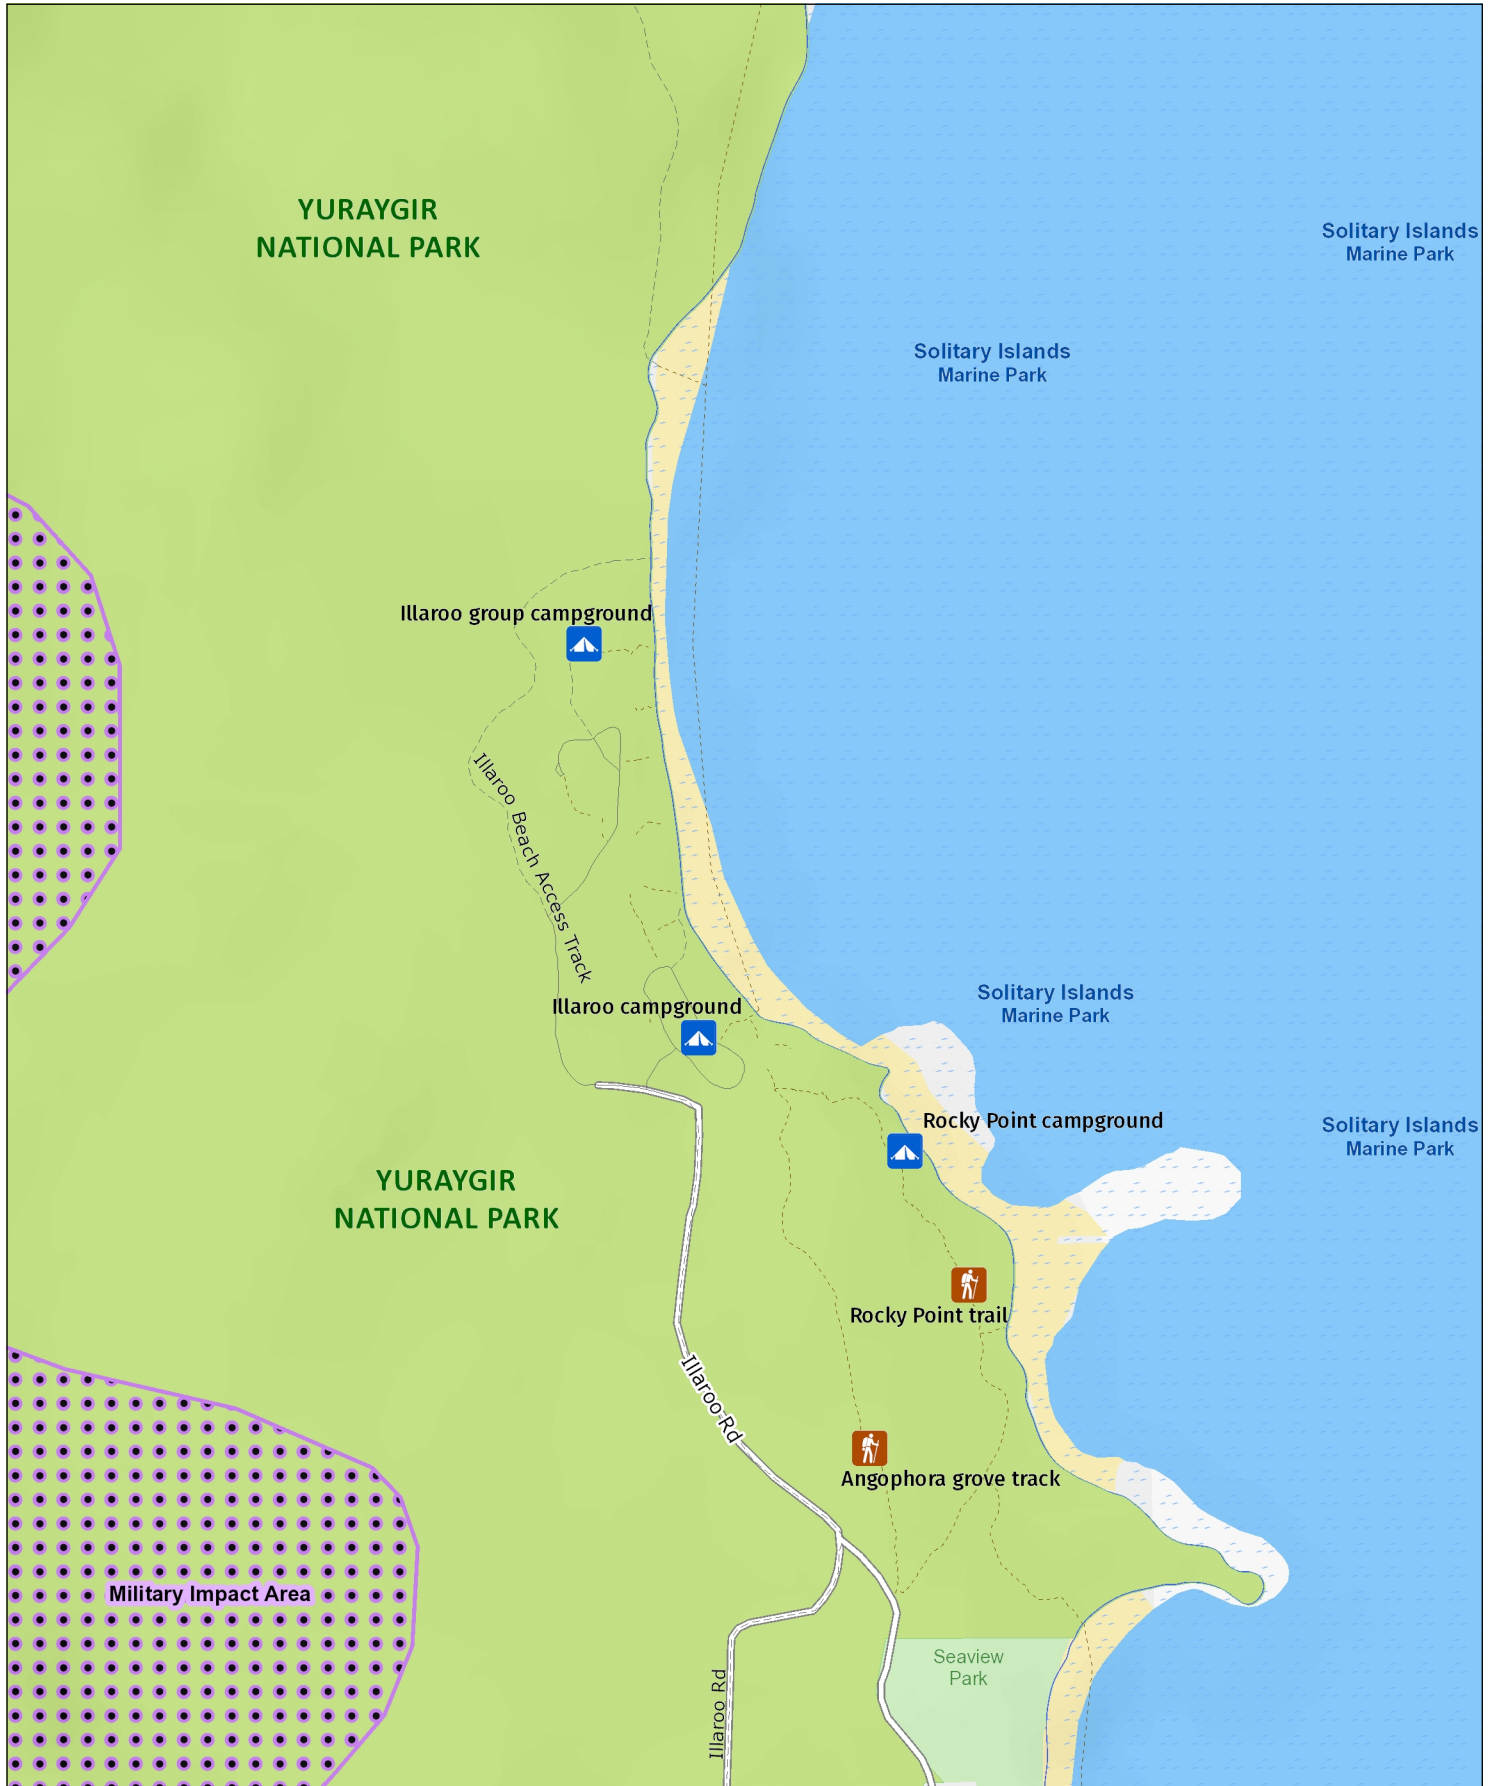 YURAYGIR
NATIONAL PARK
Solitary Islands
Marine Park
Solitary Islands
Marine Park
Illaroo group campground
Illaroo Beach Access Track
Illaroo campground
Solitary Islands
Marine Park
Rocky Point campground
Solitary Islands
Marine Park
YURAYGIR
NATIONAL PARK
Rocky Point trail
Illaroo Rd
Angophora grove track
Military Impact Area
Seaview
Park
Illaroo Rd